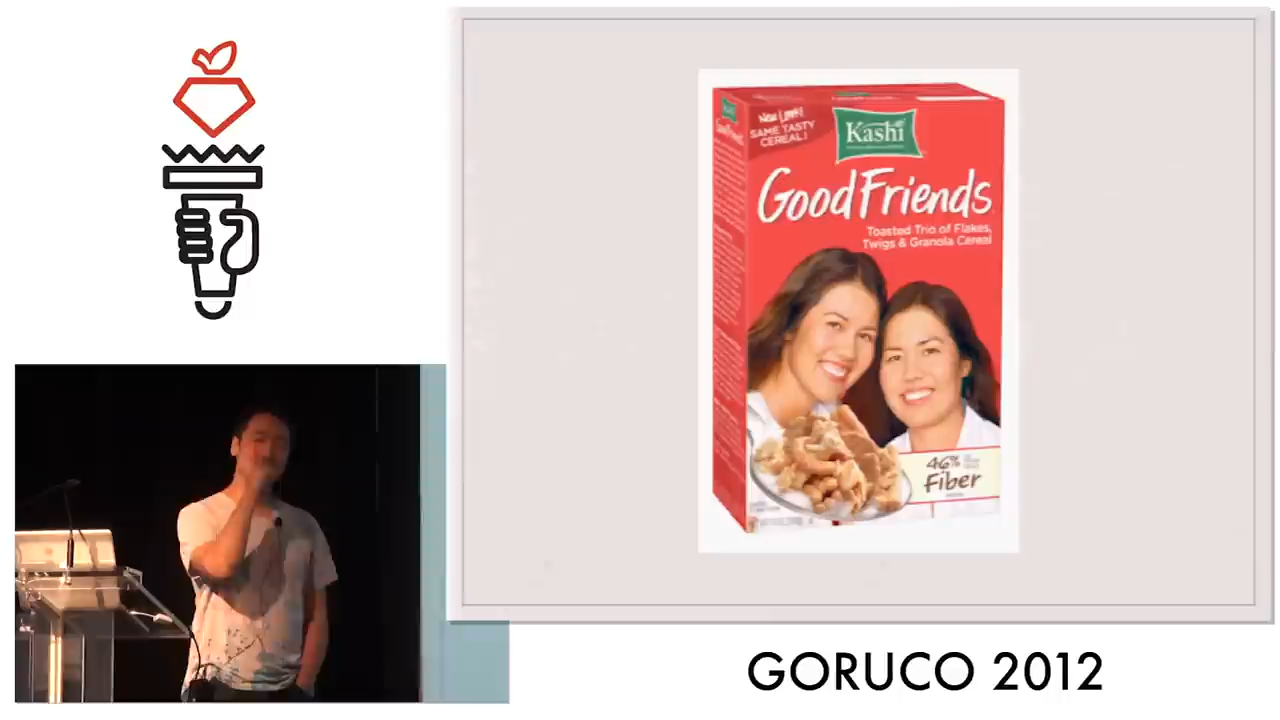 New Look!
SAME TASTY
CEREAL!
Kashi
GoodFriends
Toasted Trio of Flakes,
Twigs & Granola Cereal
46%
Fiber
GORUCO 2012